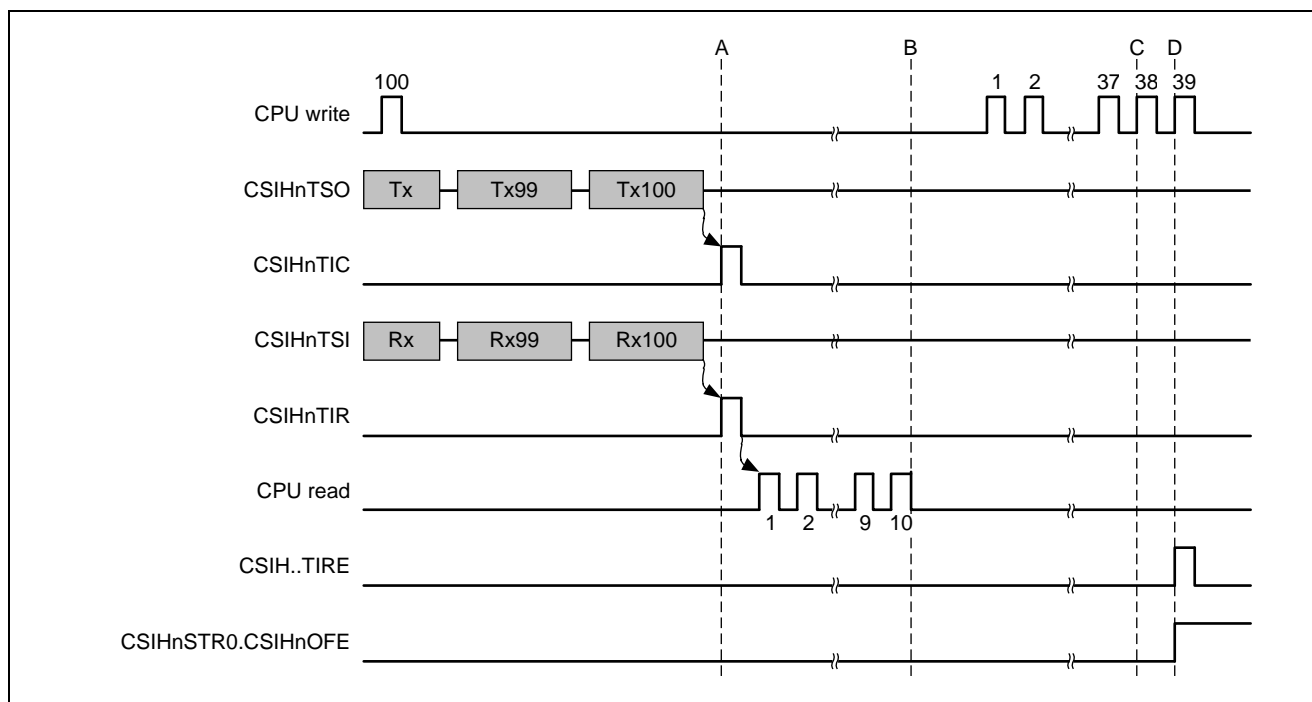 A B C D
100 1 2 37 38 39
CPU write
CSIHnTSO Tx Tx99 Tx100
CSIHnTIC
CSIHnTSI Rx Rx99 Rx100
CSIHnTIR
CPU read
1 2 9 10
CSIH..TIRE
CSIHnSTR0.CSIHnOFE